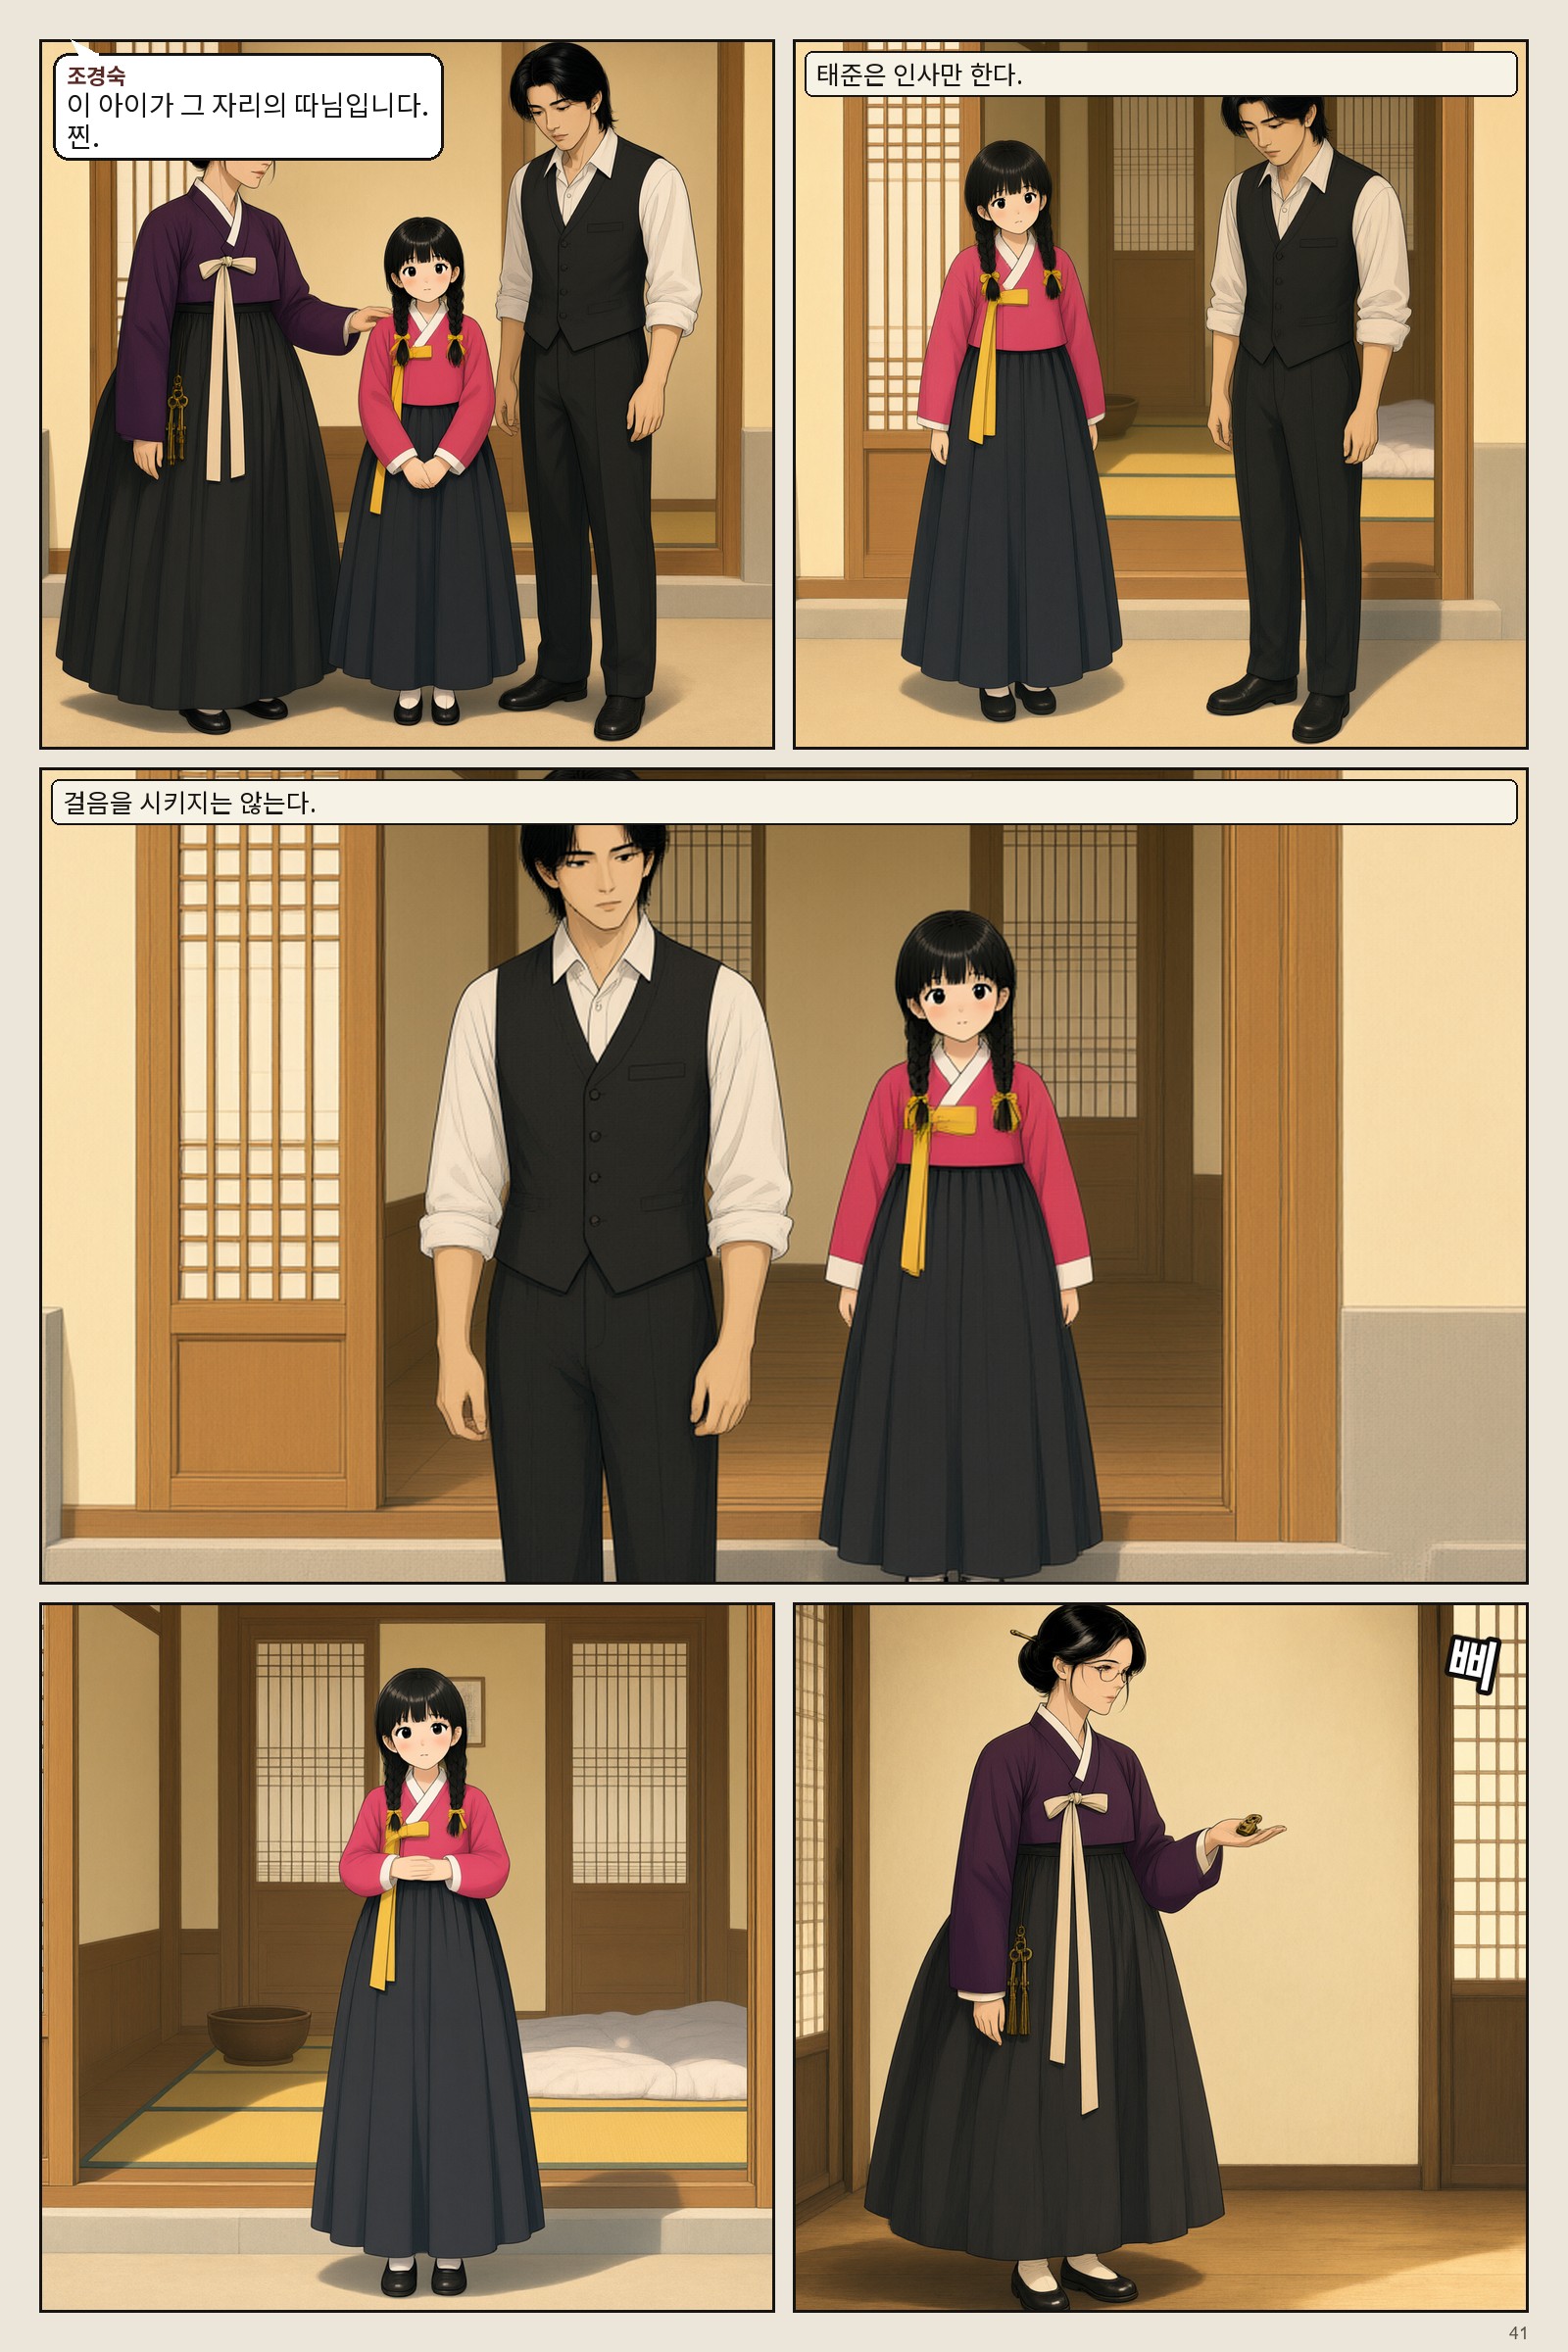 조경숙
이 아이가 그 자리의 따님입니다.
찐.
태준은 인사만 한다.
걸음을 시키지는 않는다.
삐
41